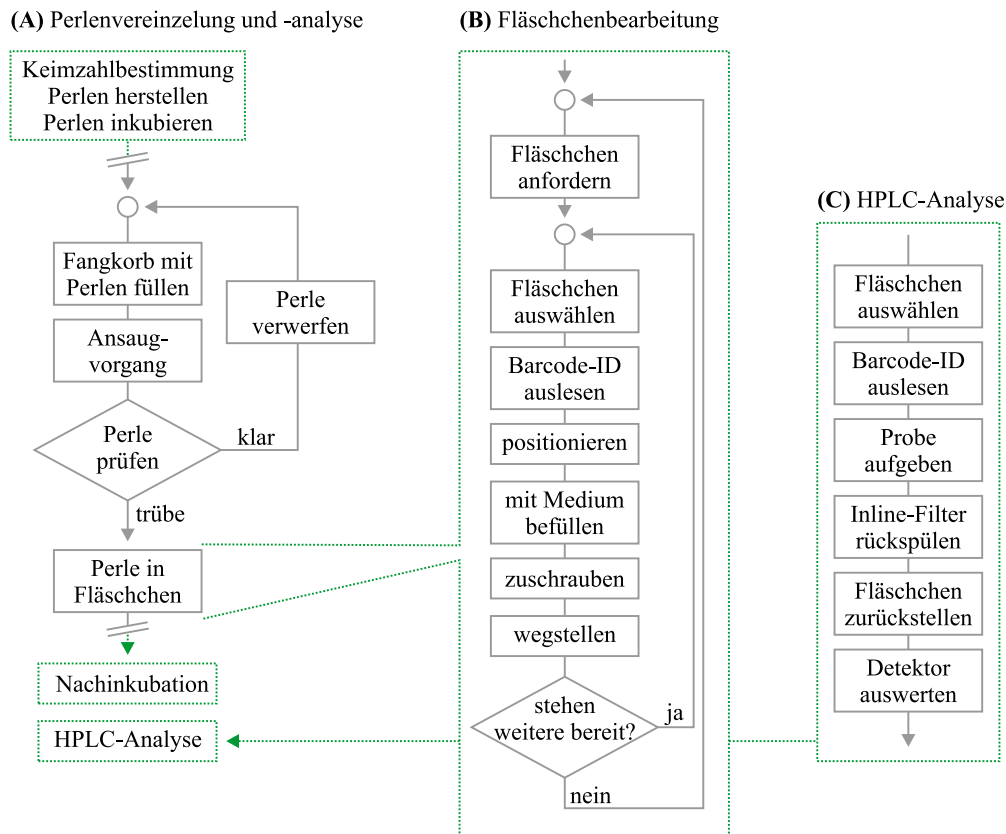 (A) Perlenvereinzelung und -analyse
Keimzahlbestimmung
Perlen herstellen
Perlen inkubieren
Fangkorb mit
Perlen füllen
Ansaug-
vorgang
Perle
verwerfen
Perle
prüfen
klar
trübe
Perle in
Fläschchen
Nachinkubation
HPLC-Analyse
(B) Fläschchenbearbeitung
Fläschchen
anfordern
Fläschchen
auswählen
Barcode-ID
auslesen
positionieren
mit Medium
befüllen
zuschrauben
wegstellen
stehen
weitere bereit?
ja
nein
(C) HPLC-Analyse
Fläschchen
auswählen
Barcode-ID
auslesen
Probe
aufgeben
Inline-Filter
rückspülen
Fläschchen
zurückstellen
Detektor
auswerten